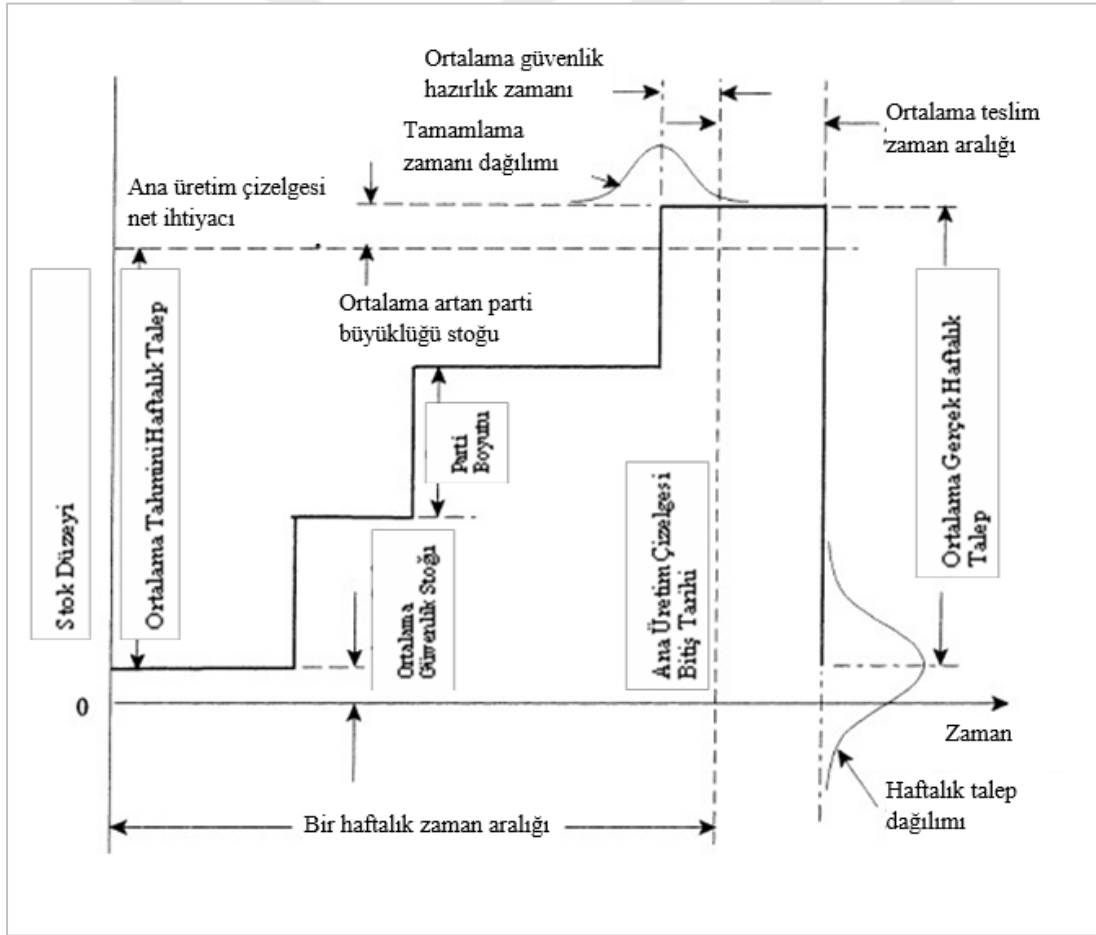 Ortalama güvenlik
hazırlık zamanı
Ortalama teslim
zaman aralığı
Tamamlama
zamanı dağılımı
Ana üretim çizelgesi
net ihtiyacı
Ortalama artan parti
büyüklüğü stoğu
Stok Düzeyi
Ortalama Tahmini Haftalık Talep
Parti
Boyutu
Ortalama
Güvenlik Stoğu
Ana Üretim Çizelgesi
Bitiş Tarihi
Ortalama Gerçek Haftalık
Talep
0
Zaman
Haftalık talep
dağılımı
Bir haftalık zaman aralığı